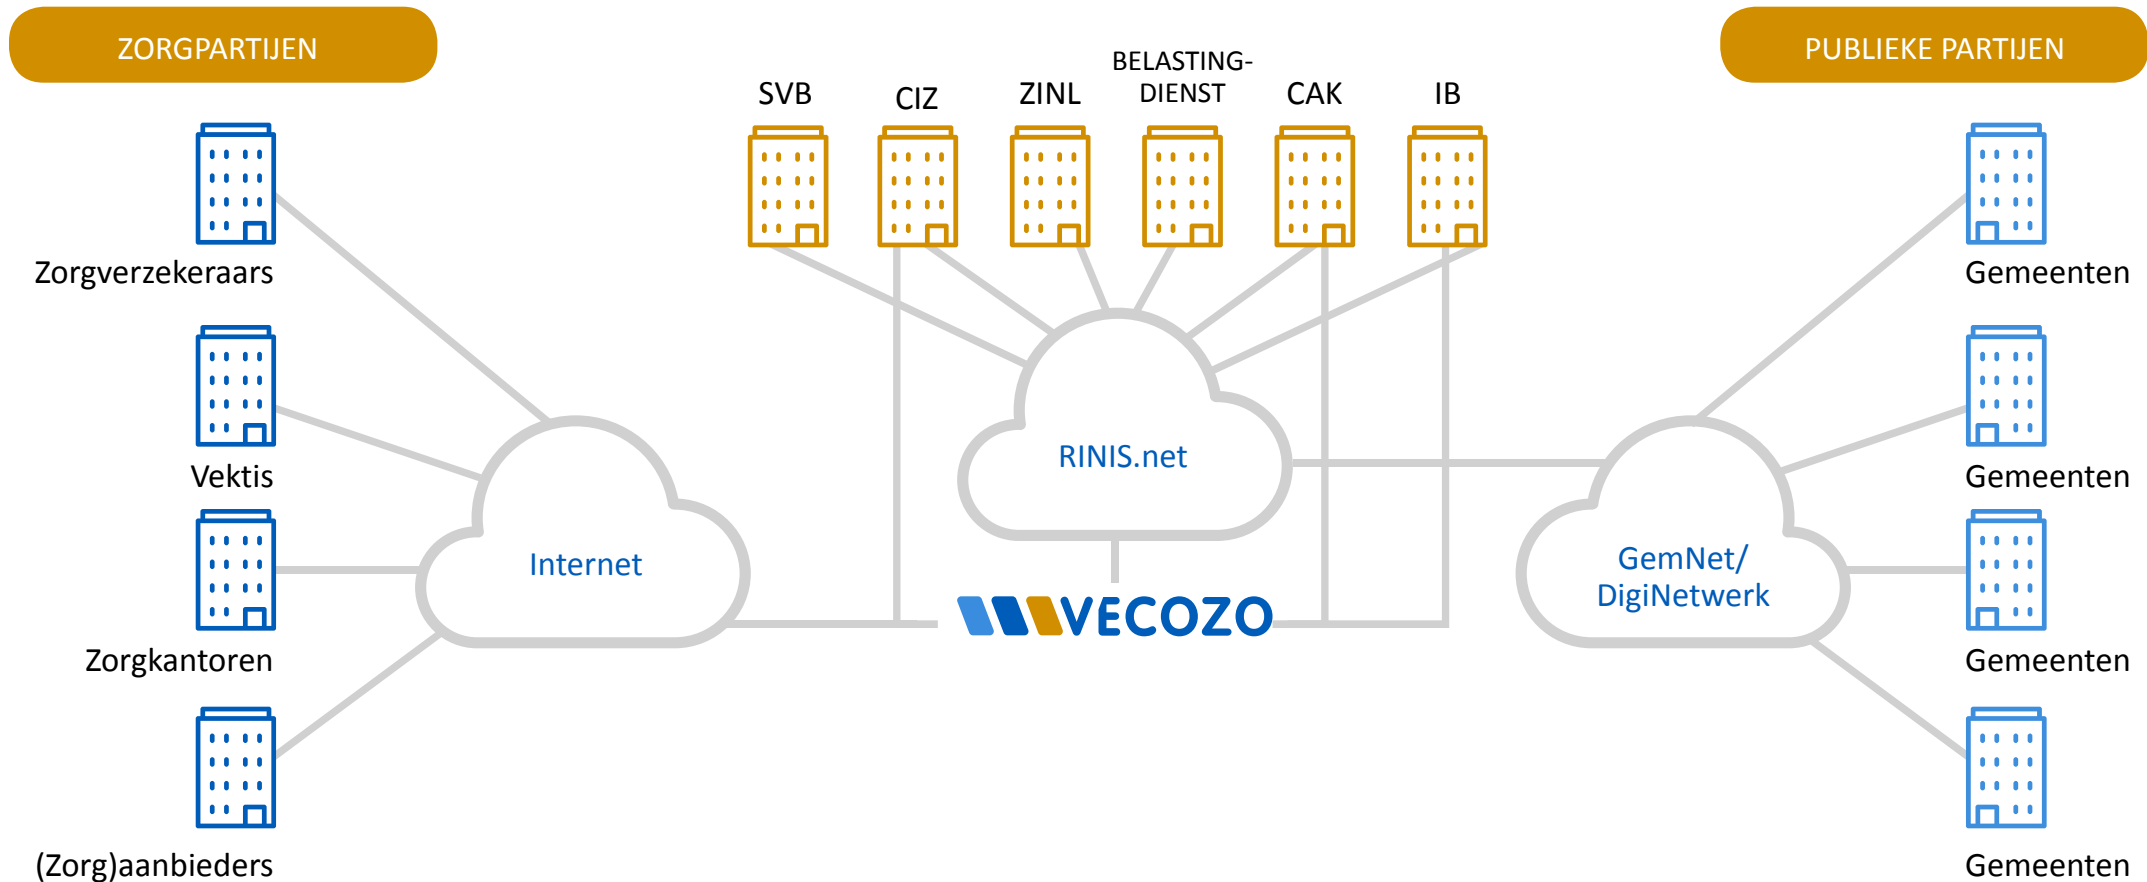 ZORGPARTIJEN
PUBLIEKE PARTIJEN
SVB
CIZ
ZINL
BELASTING-
DIENST
CAK
IB
Zorgverzekeraars
Vektis
Zorgkantoren
(Zorg)aanbieders
Internet
RINIS.net
VECOZO
GemNet/
DigiNetwerk
Gemeenten
Gemeenten
Gemeenten
Gemeenten